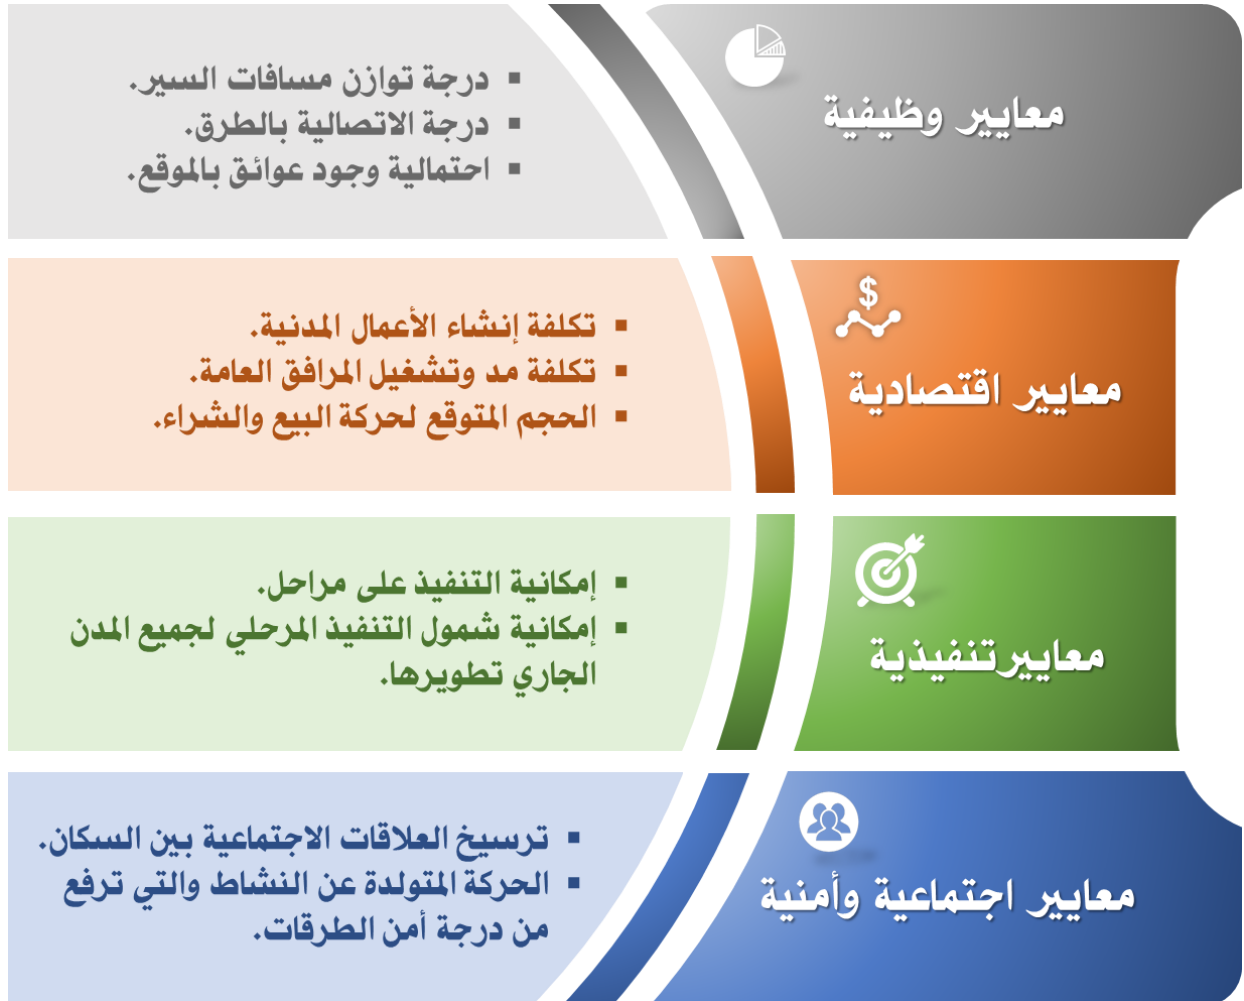 معايير وظيفية
▪ درجة توازن مسافات السير.
▪ درجة الاتصالية بالطرق.
▪ احتمالية وجود عوائق بالموقع.
$
معايير اقتصادية
▪ تكلفة إنشاء الأعمال المدنية.
▪ تكلفة مد وتشغيل المرافق العامة.
▪ الحجم المتوقع لحركة البيع والشراء.
معايير تنفيذية
▪ إمكانية التنفيذ على مراحل.
▪ إمكانية شمول التنفيذ المرحلي لجميع المدن
الجاري تطويرها.
معايير اجتماعية وأمنية
▪ ترسيخ العلاقات الاجتماعية بين السكان.
▪ الحركة المتولدة عن النشاط والتي ترفع
من درجة أمن الطرقات.